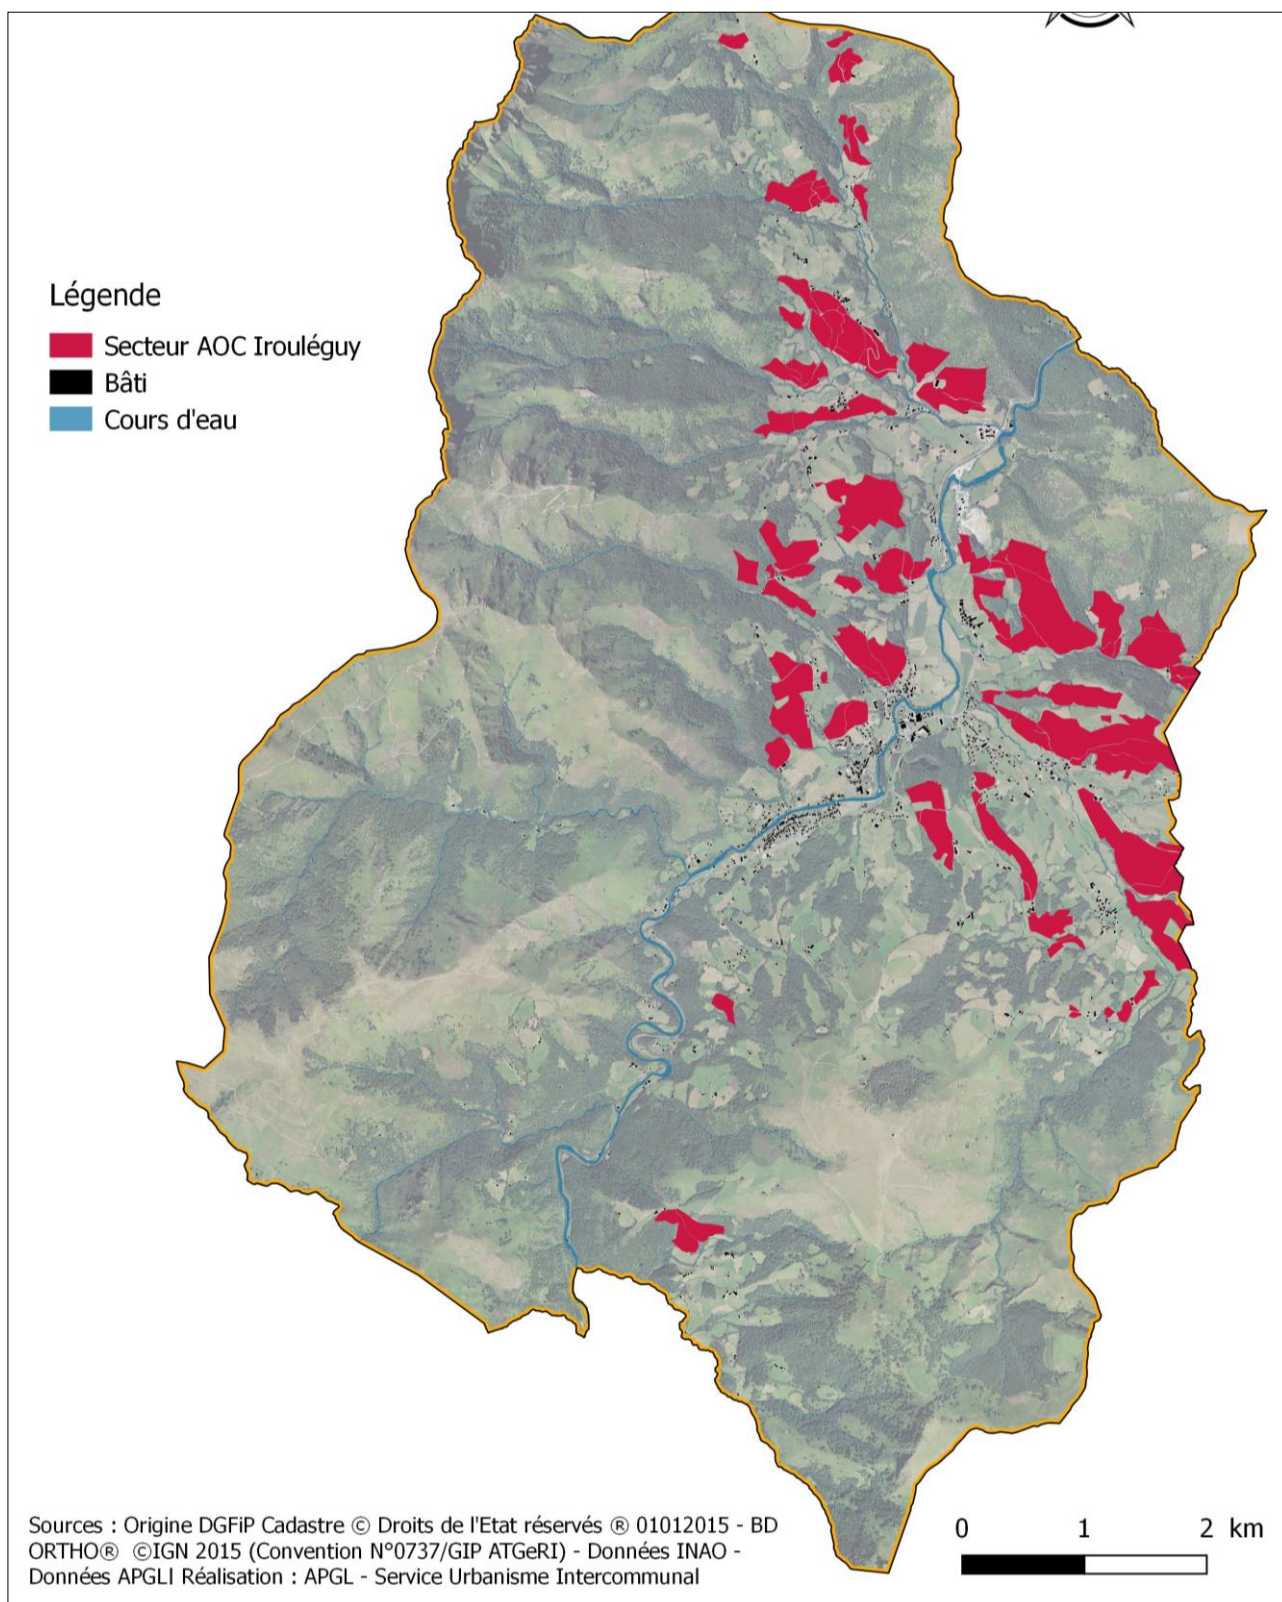 Légende
Secteur AOC Irouléguy
Bâti
Cours d'eau
Sources : Origine DGFiP Cadastre © Droits de l'Etat réservés ® 01012015 - BD
ORTHO® ©IGN 2015 (Convention N°0737/GIP ATGeRI) - Données INAO -
Données APGLI Réalisation : APGL - Service Urbanisme Intercommunal
0 1 2 km